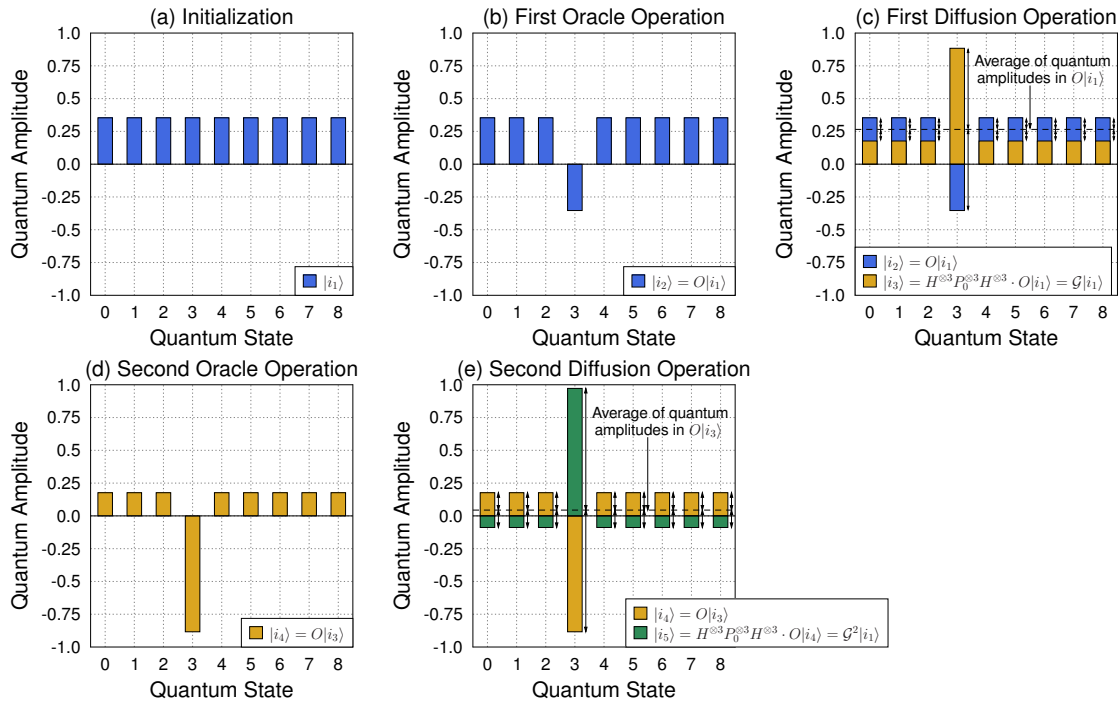 (a) Initialization
1.0
0.75
0.5
0.25
0.0
-0.25
-0.5
-0.75
-1.0
Quantum Amplitude
|i₁⟩
0 1 2 3 4 5 6 7 8
Quantum State
(b) First Oracle Operation
1.0
0.75
0.5
0.25
0.0
-0.25
-0.5
-0.75
-1.0
Quantum Amplitude
|i₂⟩ = O|i₁⟩
0 1 2 3 4 5 6 7 8
Quantum State
(c) First Diffusion Operation
1.0
0.75
0.5
0.25
0.0
-0.25
-0.5
-0.75
-1.0
Quantum Amplitude
Average of quantum
amplitudes in O|i₁⟩
|i₂⟩ = O|i₁⟩
|i₃⟩ = H^{⊗3}P₀^{⊗3}H^{⊗3} · O|i₁⟩ = 𝒢|i₁⟩
0 1 2 3 4 5 6 7 8
Quantum State
(d) Second Oracle Operation
1.0
0.75
0.5
0.25
0.0
-0.25
-0.5
-0.75
-1.0
Quantum Amplitude
|i₄⟩ = O|i₃⟩
0 1 2 3 4 5 6 7 8
Quantum State
(e) Second Diffusion Operation
1.0
0.75
0.5
0.25
0.0
-0.25
-0.5
-0.75
-1.0
Quantum Amplitude
Average of quantum
amplitudes in O|i₃⟩
|i₄⟩ = O|i₃⟩
|i₅⟩ = H^{⊗3}P₀^{⊗3}H^{⊗3} · O|i₄⟩ = 𝒢²|i₁⟩
0 1 2 3 4 5 6 7 8
Quantum State